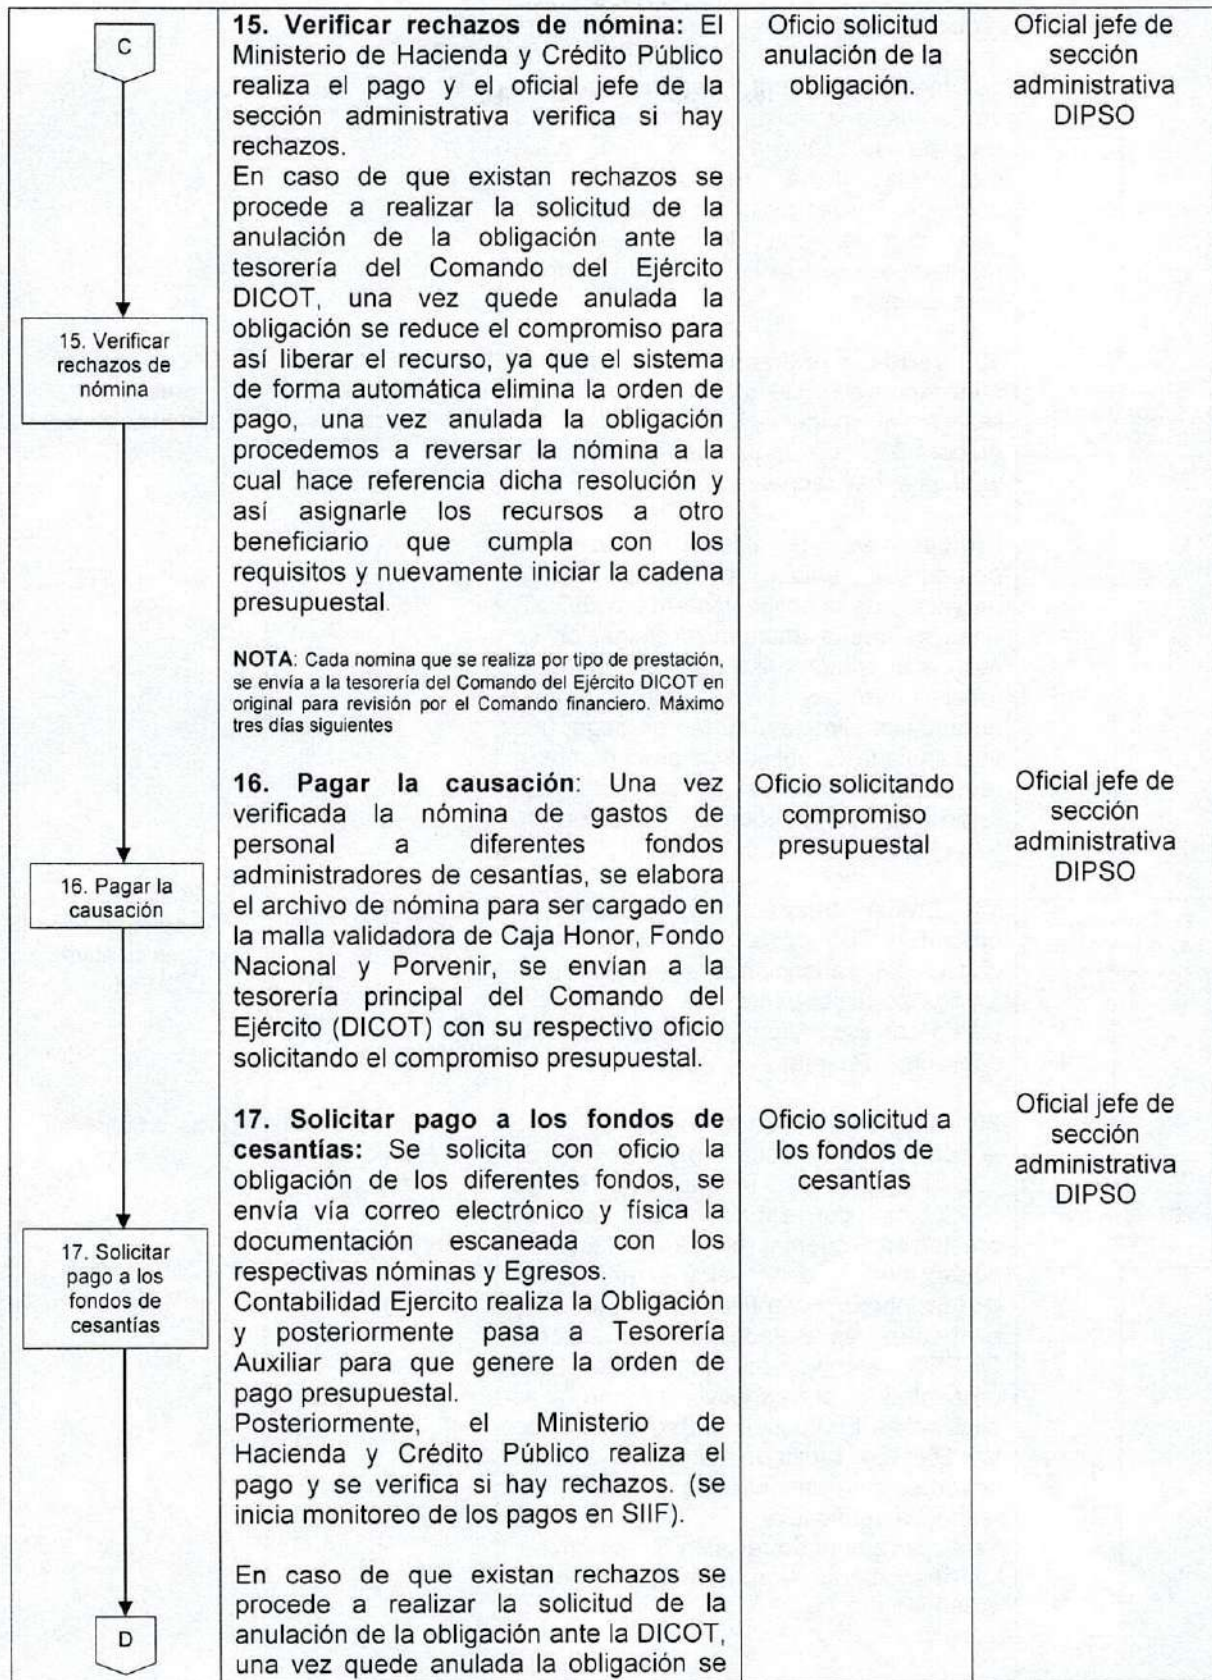 C
15. Verificar
rechazos de
nómina
16. Pagar la
causación
17. Solicitar
pago a los
fondos de
cesantías
D
15. Verificar rechazos de nómina: El
Ministerio de Hacienda y Crédito Público
realiza el pago y el oficial jefe de la
sección administrativa verifica si hay
rechazos.
En caso de que existan rechazos se
procede a realizar la solicitud de la
anulación de la obligación ante la
tesorería del Comando del Ejército
DICOT, una vez quede anulada la
obligación se reduce el compromiso para
así liberar el recurso, ya que el sistema
de forma automática elimina la orden de
pago, una vez anulada la obligación
procedemos a reversar la nómina a la
cual hace referencia dicha resolución y
así asignarle los recursos a otro
beneficiario que cumpla con los
requisitos y nuevamente iniciar la cadena
presupuestal.
NOTA: Cada nomina que se realiza por tipo de prestación,
se envía a la tesorería del Comando del Ejército DICOT en
original para revisión por el Comando financiero. Máximo
tres días siguientes
16. Pagar la causación: Una vez
verificada la nómina de gastos de
personal a diferentes fondos
administradores de cesantías, se elabora
el archivo de nómina para ser cargado en
la malla validadora de Caja Honor, Fondo
Nacional y Porvenir, se envían a la
tesorería principal del Comando del
Ejército (DICOT) con su respectivo oficio
solicitando el compromiso presupuestal.
17. Solicitar pago a los fondos de
cesantías: Se solicita con oficio la
obligación de los diferentes fondos, se
envía vía correo electrónico y física la
documentación escaneada con los
respectivas nóminas y Egresos.
Contabilidad Ejercito realiza la Obligación
y posteriormente pasa a Tesorería
Auxiliar para que genere la orden de
pago presupuestal.
Posteriormente, el Ministerio de
Hacienda y Crédito Público realiza el
pago y se verifica si hay rechazos. (se
inicia monitoreo de los pagos en SIIF).
En caso de que existan rechazos se
procede a realizar la solicitud de la
anulación de la obligación ante la DICOT,
una vez quede anulada la obligación se
Oficio solicitud
anulación de la
obligación.
Oficio solicitando
compromiso
presupuestal
Oficio solicitud a
los fondos de
cesantías
Oficial jefe de
sección
administrativa
DIPSO
Oficial jefe de
sección
administrativa
DIPSO
Oficial jefe de
sección
administrativa
DIPSO